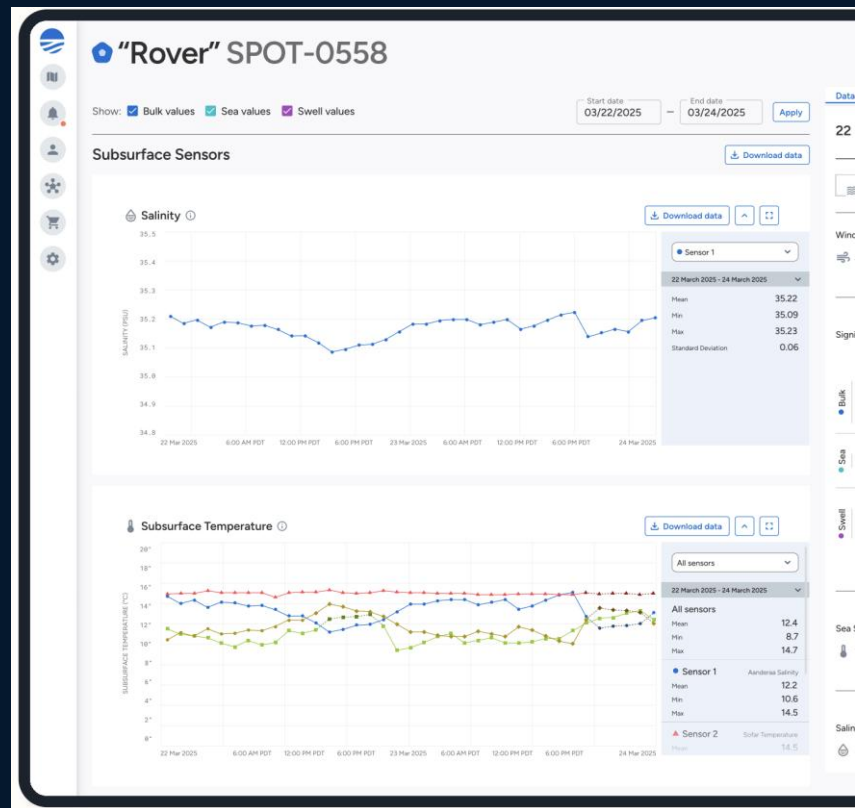 "Rover" SPOT-0558
Show: Bulk values Sea values Swell values
Start date
03/22/2025
–
End date
03/24/2025
Apply
Subsurface Sensors
Download data
Salinity
Download data
SALINITY (PSU)
35.5
35.4
35.3
35.2
35.1
35.0
34.9
34.8
22 Mar 2025 6:00 AM PDT 12:00 PM PDT 6:00 PM PDT 23 Mar 2025 6:00 AM PDT 12:00 PM PDT 6:00 PM PDT 24 Mar 2025
Sensor 1
22 March 2025 - 24 March 2025
Mean 35.22
Min 35.09
Max 35.23
Standard Deviation 0.06
Subsurface Temperature
Download data
SUBSURFACE TEMPERATURE (°C)
20°
18°
16°
14°
12°
10°
8°
6°
4°
2°
0°
22 Mar 2025 6:00 AM PDT 12:00 PM PDT 6:00 PM PDT 23 Mar 2025 6:00 AM PDT 12:00 PM PDT 6:00 PM PDT 24 Mar 2025
All sensors
22 March 2025 - 24 March 2025
All sensors
Mean 12.4
Min 8.7
Max 14.7
Sensor 1 Aanderaa Salinity
Mean 12.2
Min 10.6
Max 14.5
Sensor 2 Sofar Temperature
Mean 14.5
Data
22
Wind
Signi
Bulk
Sea
Swell
Sea S
Salin